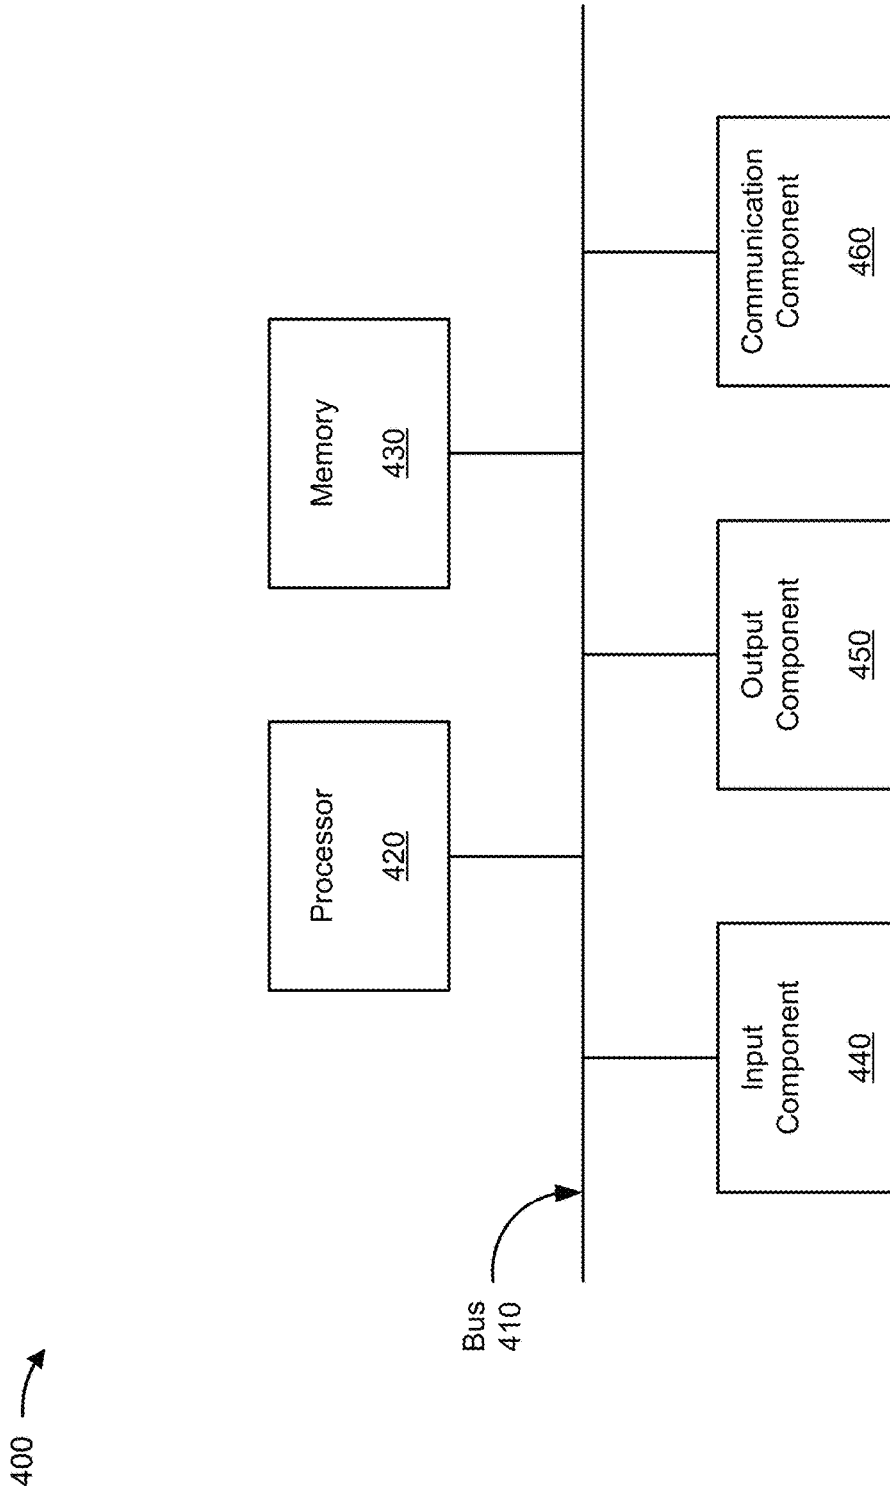 400
Bus
410
Processor
420
Memory
430
Input
Component
440
Output
Component
450
Communication
Component
460